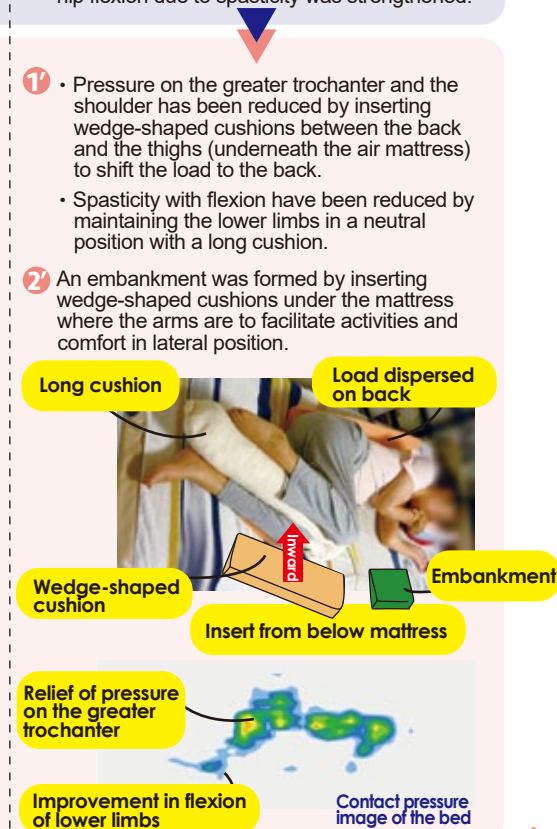 hip flexion due to spasticity was strengthened.
1' ・Pressure on the greater trochanter and the
shoulder has been reduced by inserting
wedge-shaped cushions between the back
and the thighs (underneath the air mattress)
to shift the load to the back.
・Spasticity with flexion have been reduced by
maintaining the lower limbs in a neutral
position with a long cushion.
2' An embankment was formed by inserting
wedge-shaped cushions under the mattress
where the arms are to facilitate activities and
comfort in lateral position.
Long cushion
Load dispersed
on back
Inward
Wedge-shaped
cushion
Embankment
Insert from below mattress
Relief of pressure
on the greater
trochanter
Improvement in flexion
of lower limbs
Contact pressure
image of the bed